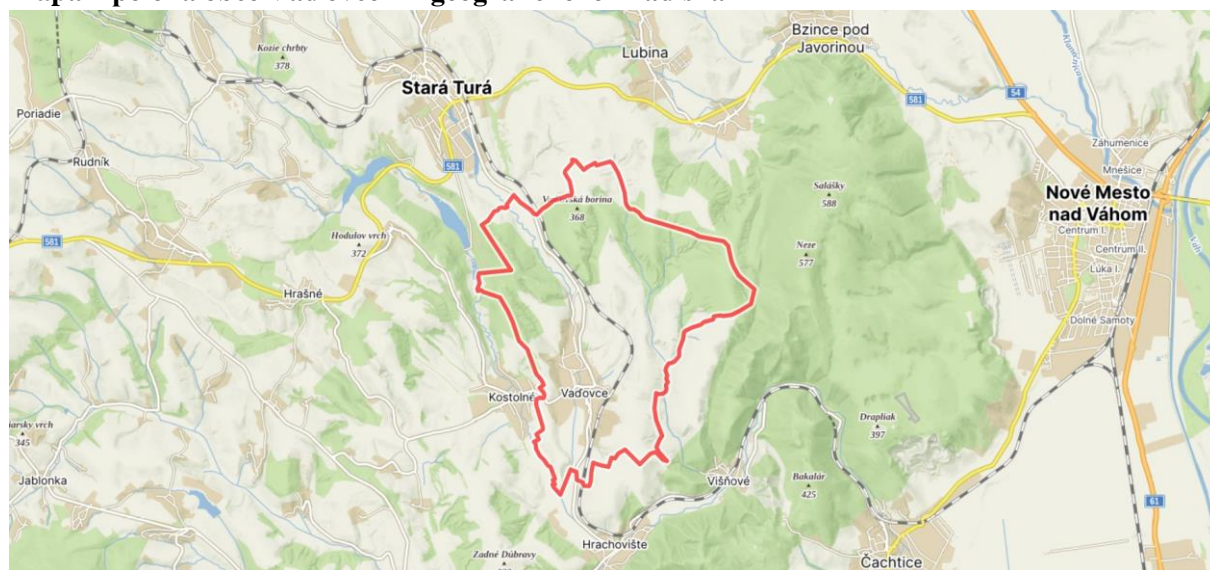 Kozie chrbty
378
Lubina
Bzince pod
Javorinou
Stará Turá
581
54
Poriadie
Rudník
581
Záhumenice
Mnešice
Salášky
588
Nové Mesto
nad Váhom
Centrum I.
Centrum II.
Lúka I.
368
Váh
581
Hodulov vrch
372
Neze
577
Hrašné
Dolné Samoty
Kostolné
Vaďovce
Drapliak
397
345
Jablonka
Višňové
Bakalár
425
61
Hrachovište
Zadné Dúbravy
Čachtice